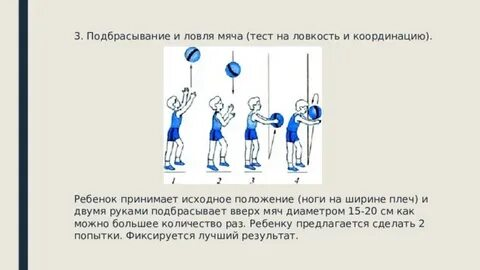 3. Подбрасывание и ловля мяча (тест на ловкость и координацию).
1 2 3 4
Ребенок принимает исходное положение (ноги на ширине плеч) и
двумя руками подбрасывает вверх мяч диаметром 15-20 см как
можно большее количество раз. Ребенку предлагается сделать 2
попытки. Фиксируется лучший результат.